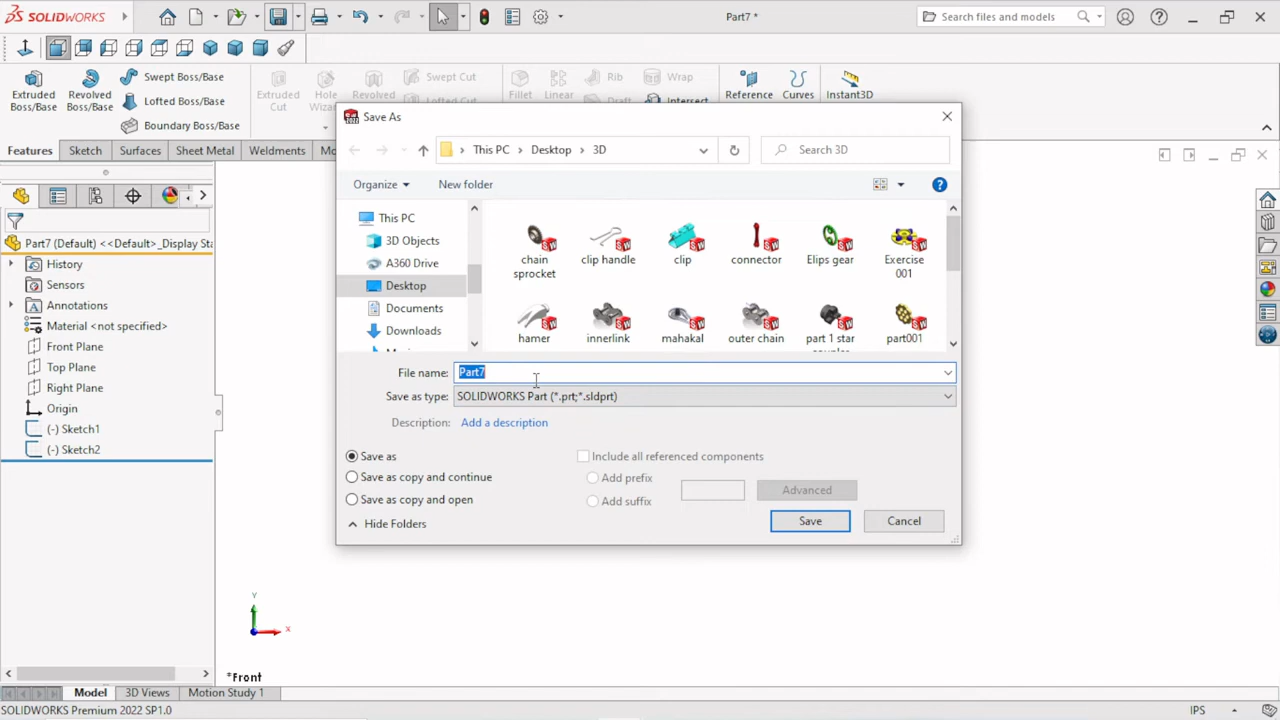 SOLIDWORKS
Part7 *
Search files and models
Extruded Boss/Base
Revolved Boss/Base
Swept Boss/Base
Lofted Boss/Base
Boundary Boss/Base
Extruded Cut
Hole
Revolved
Swept Cut
Fillet
Linear
Rib
Draft
Wrap
Intersect
Reference
Curves
Instant3D
Features
Sketch
Surfaces
Sheet Metal
Weldments
Save As
This PC
Desktop
3D
Search 3D
Organize
New folder
Part7 (Default) <<Default>_Display Sta
History
Sensors
Annotations
Material <not specified>
Front Plane
Top Plane
Right Plane
Origin
(-) Sketch1
(-) Sketch2
This PC
3D Objects
A360 Drive
Desktop
Documents
Downloads
chain sprocket
clip handle
clip
connector
Elips gear
Exercise 001
hamer
innerlink
mahakal
outer chain
part 1 star
part001
File name:
Part7
Save as type:
SOLIDWORKS Part (*.prt;*.sldprt)
Description:
Add a description
Save as
Save as copy and continue
Save as copy and open
Include all referenced components
Add prefix
Add suffix
Advanced
Hide Folders
Save
Cancel
Y
X
*Front
Model
3D Views
Motion Study 1
SOLIDWORKS Premium 2022 SP1.0
IPS